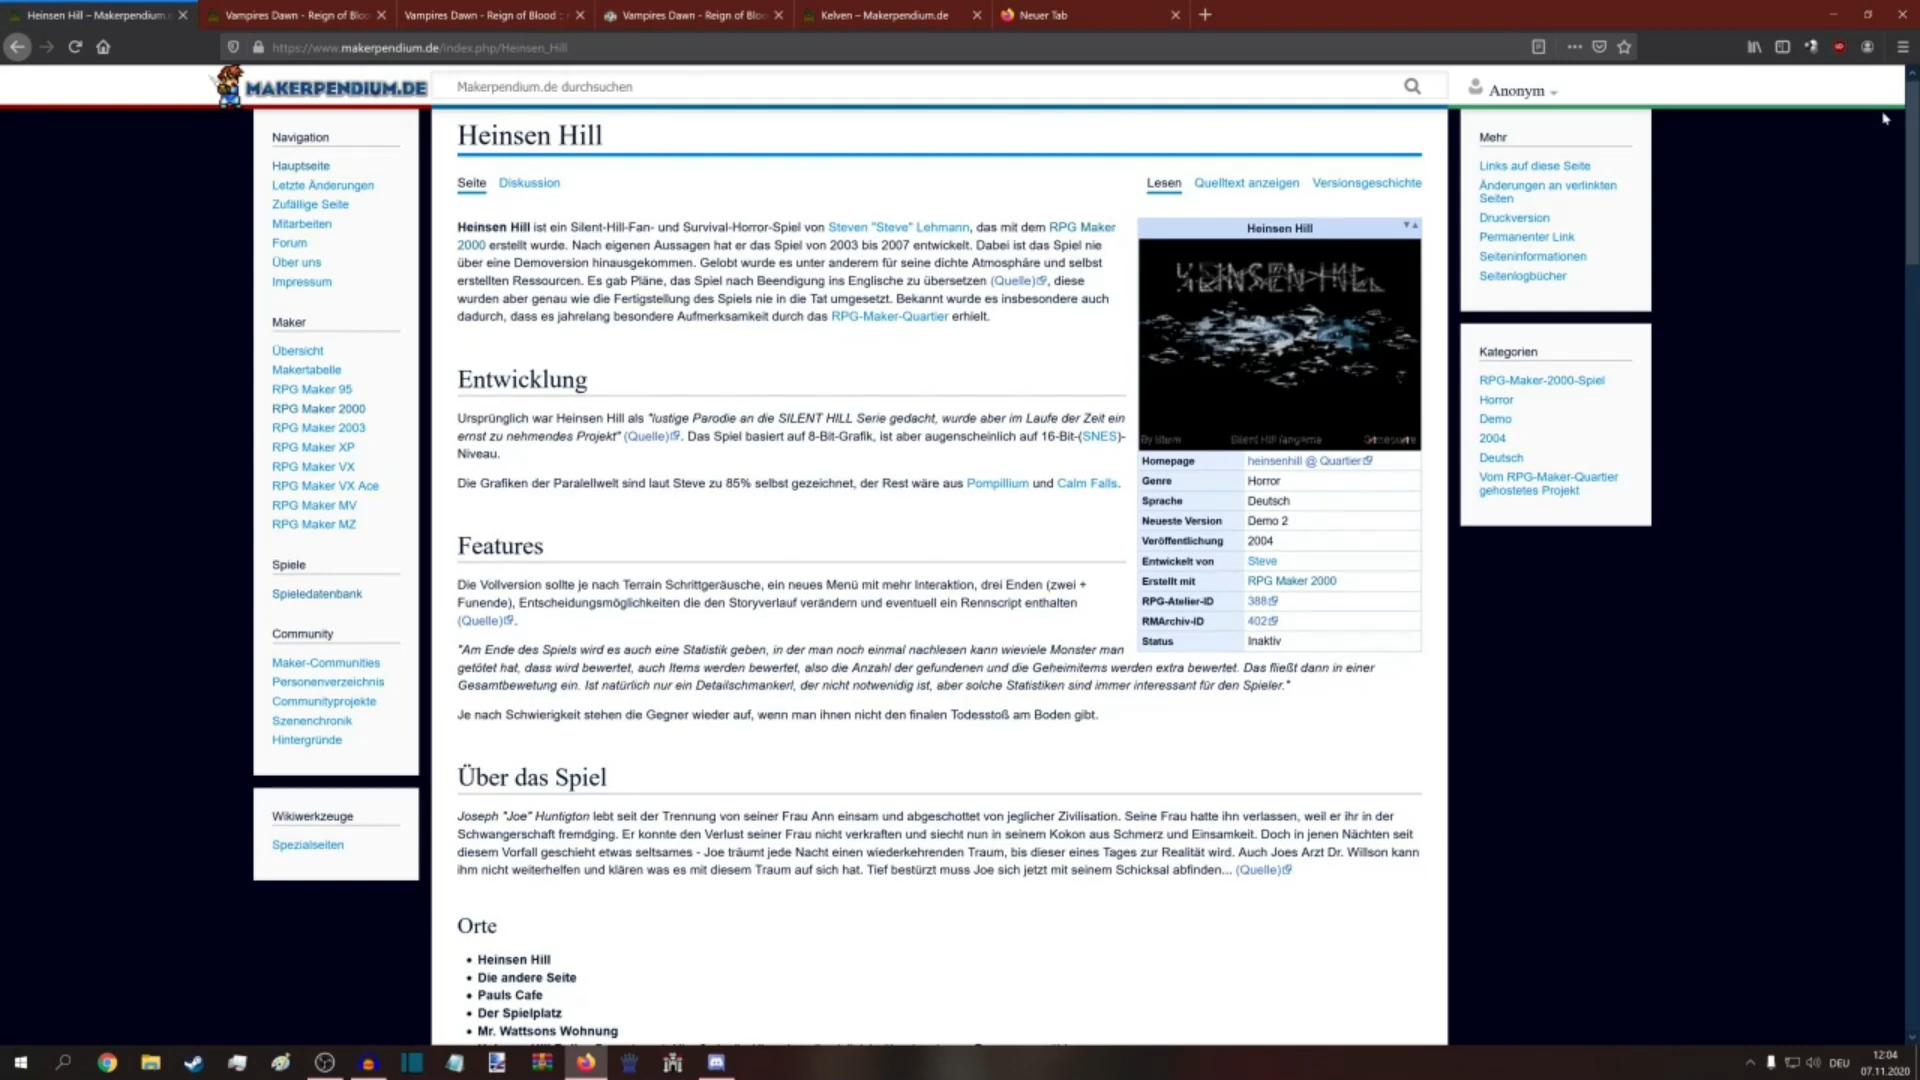 Heinsen Hill – Makerpendium.
Vampires Dawn - Reign of Bloo
Vampires Dawn - Reign of Blood ::
Vampires Dawn - Reign of Bloo
Kelven – Makerpendium.de
Neuer Tab
https://www.makerpendium.de/index.php/Heinsen_Hill
MAKERPENDIUM.DE
Makerpendium.de durchsuchen
Anonym
Navigation
Hauptseite
Letzte Änderungen
Zufällige Seite
Mitarbeiten
Forum
Über uns
Impressum
Maker
Übersicht
Makertabelle
RPG Maker 95
RPG Maker 2000
RPG Maker 2003
RPG Maker XP
RPG Maker VX
RPG Maker VX Ace
RPG Maker MV
RPG Maker MZ
Spiele
Spieledatenbank
Community
Maker-Communities
Personenverzeichnis
Communityprojekte
Szenenchronik
Hintergründe
Wikiwerkzeuge
Spezialseiten
Heinsen Hill
Seite Diskussion
Lesen Quelltext anzeigen Versionsgeschichte
Heinsen Hill ist ein Silent-Hill-Fan- und Survival-Horror-Spiel von Steven "Steve" Lehmann, das mit dem RPG Maker
2000 erstellt wurde. Nach eigenen Aussagen hat er das Spiel von 2003 bis 2007 entwickelt. Dabei ist das Spiel nie
über eine Demoversion hinausgekommen. Gelobt wurde es unter anderem für seine dichte Atmosphäre und selbst
erstellten Ressourcen. Es gab Pläne, das Spiel nach Beendigung ins Englische zu übersetzen (Quelle), diese
wurden aber genau wie die Fertigstellung des Spiels nie in die Tat umgesetzt. Bekannt wurde es insbesondere auch
dadurch, dass es jahrelang besondere Aufmerksamkeit durch das RPG-Maker-Quartier erhielt.
Entwicklung
Ursprünglich war Heinsen Hill als "lustige Parodie an die SILENT HILL Serie gedacht, wurde aber im Laufe der Zeit ein
ernst zu nehmendes Projekt" (Quelle). Das Spiel basiert auf 8-Bit-Grafik, ist aber augenscheinlich auf 16-Bit-(SNES)-
Niveau.
Die Grafiken der Paralellwelt sind laut Steve zu 85% selbst gezeichnet, der Rest wäre aus Pompillium und Calm Falls.
Features
Die Vollversion sollte je nach Terrain Schrittgeräusche, ein neues Menü mit mehr Interaktion, drei Enden (zwei +
Funende), Entscheidungsmöglichkeiten die den Storyverlauf verändern und eventuell ein Rennscript enthalten
(Quelle).
"Am Ende des Spiels wird es auch eine Statistik geben, in der man noch einmal nachlesen kann wieviele Monster man
getötet hat, dass wird bewertet, auch Items werden bewertet, also die Anzahl der gefundenen und die Geheimitems werden extra bewertet. Das fließt dann in einer
Gesamtbewetung ein. Ist natürlich nur ein Detailschmankerl, der nicht notwenidig ist, aber solche Statistiken sind immer interessant für den Spieler."
Je nach Schwierigkeit stehen die Gegner wieder auf, wenn man ihnen nicht den finalen Todesstoß am Boden gibt.
Über das Spiel
Joseph "Joe" Huntigton lebt seit der Trennung von seiner Frau Ann einsam und abgeschottet von jeglicher Zivilisation. Seine Frau hatte ihn verlassen, weil er ihr in der
Schwangerschaft fremdging. Er konnte den Verlust seiner Frau nicht verkraften und siecht nun in seinem Kokon aus Schmerz und Einsamkeit. Doch in jenen Nächten seit
diesem Vorfall geschieht etwas seltsames - Joe träumt jede Nacht einen wiederkehrenden Traum, bis dieser eines Tages zur Realität wird. Auch Joes Arzt Dr. Willson kann
ihm nicht weiterhelfen und klären was es mit diesem Traum auf sich hat. Tief bestürzt muss Joe sich jetzt mit seinem Schicksal abfinden... (Quelle)
Orte
Heinsen Hill
Die andere Seite
Pauls Cafe
Der Spielplatz
Mr. Wattsons Wohnung
Heinsen Hill
HEINSEN HILL
By Steve Silent Hill fangame
Homepage heinsenhill @ Quartier
Genre Horror
Sprache Deutsch
Neueste Version Demo 2
Veröffentlichung 2004
Entwickelt von Steve
Erstellt mit RPG Maker 2000
RPG-Atelier-ID 388
RMArchiv-ID 402
Status Inaktiv
Mehr
Links auf diese Seite
Änderungen an verlinkten
Seiten
Druckversion
Permanenter Link
Seiteninformationen
Seitenlogbücher
Kategorien
RPG-Maker-2000-Spiel
Horror
Demo
2004
Deutsch
Vom RPG-Maker-Quartier
gehostetes Projekt
DEU
12:04
07.11.2020